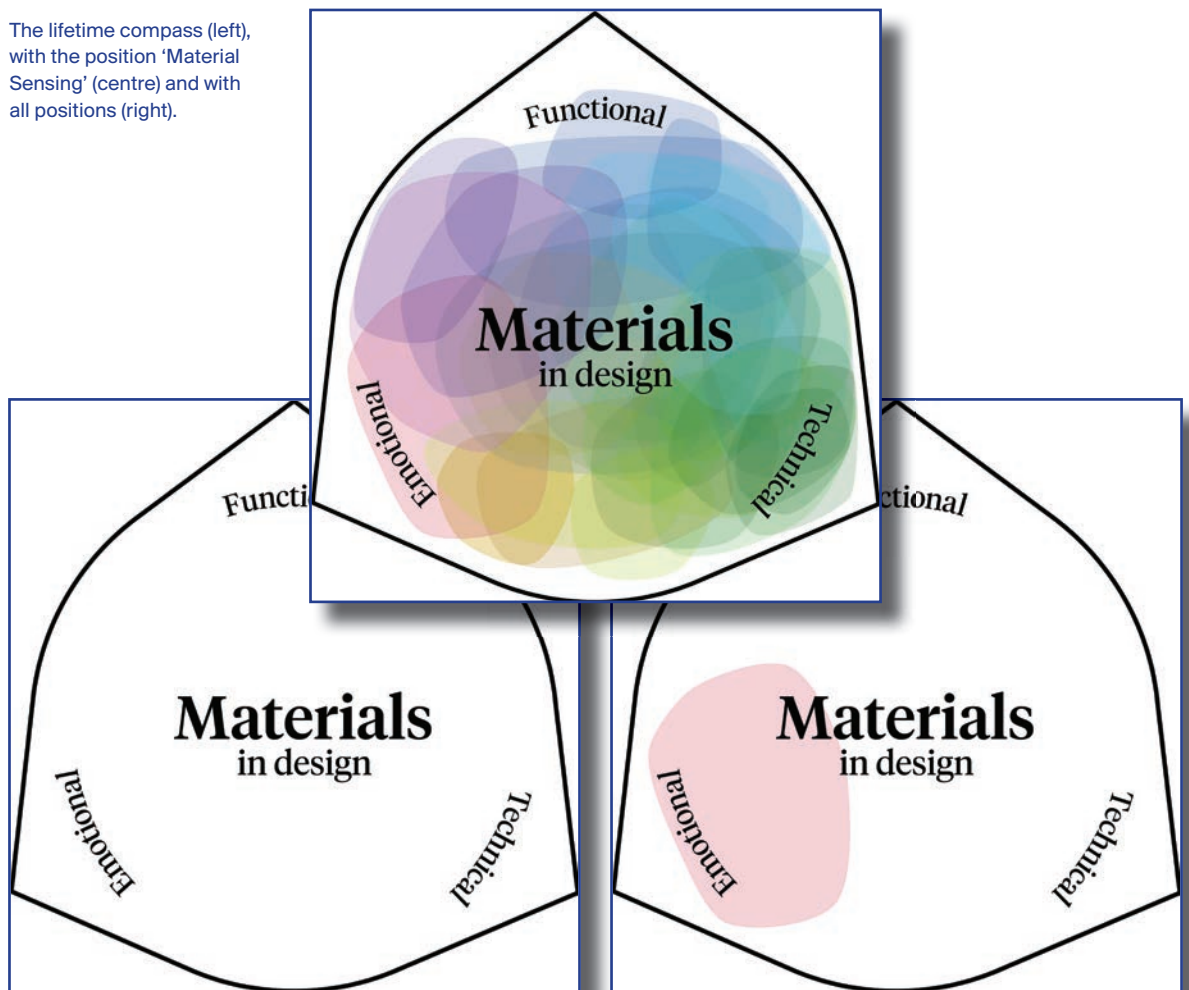 The lifetime compass (left),
with the position ‘Material
Sensing’ (centre) and with
all positions (right).
Functional
Materials
in design
Emotional
Technical
Functi
Materials
in design
Emotional
Technical
ctional
Materials
in design
Emotional
Technical